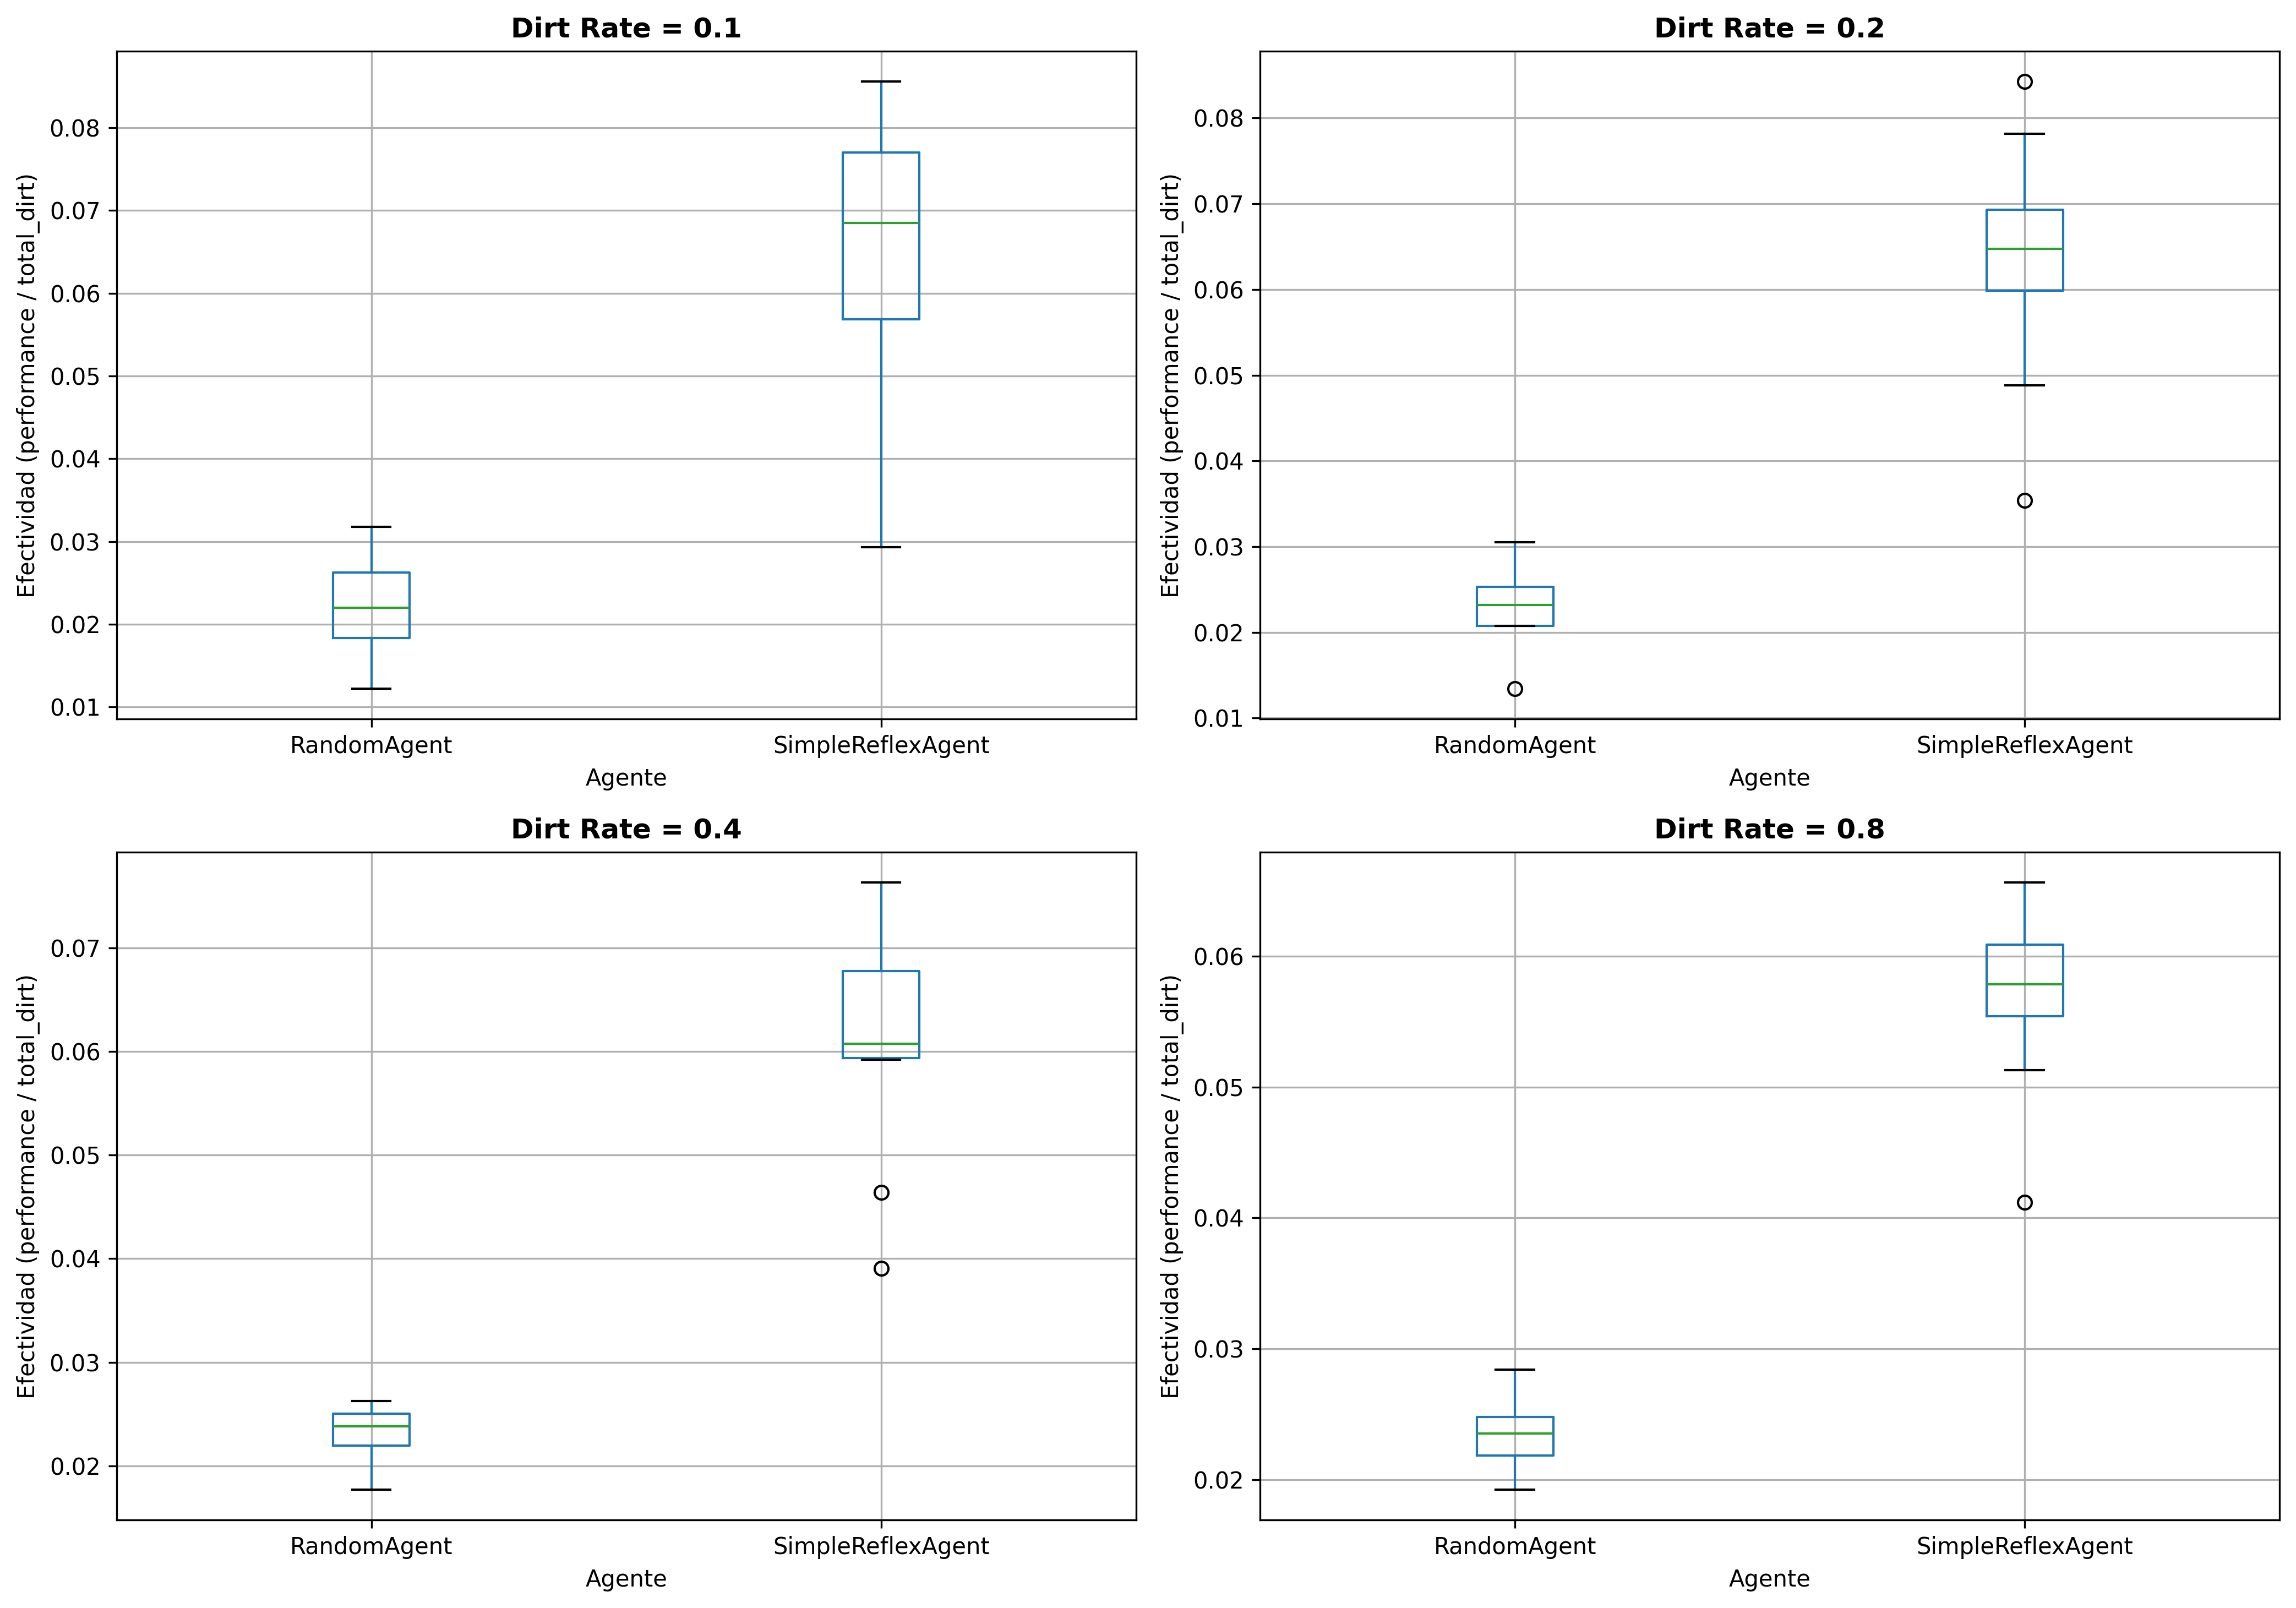 Dirt Rate = 0.1
Efectividad (performance / total_dirt)
0.08
0.07
0.06
0.05
0.04
0.03
0.02
0.01
RandomAgent
SimpleReflexAgent
Agente
Dirt Rate = 0.2
Efectividad (performance / total_dirt)
0.08
0.07
0.06
0.05
0.04
0.03
0.02
0.01
RandomAgent
SimpleReflexAgent
Agente
Dirt Rate = 0.4
Efectividad (performance / total_dirt)
0.07
0.06
0.05
0.04
0.03
0.02
RandomAgent
SimpleReflexAgent
Agente
Dirt Rate = 0.8
Efectividad (performance / total_dirt)
0.06
0.05
0.04
0.03
0.02
RandomAgent
SimpleReflexAgent
Agente